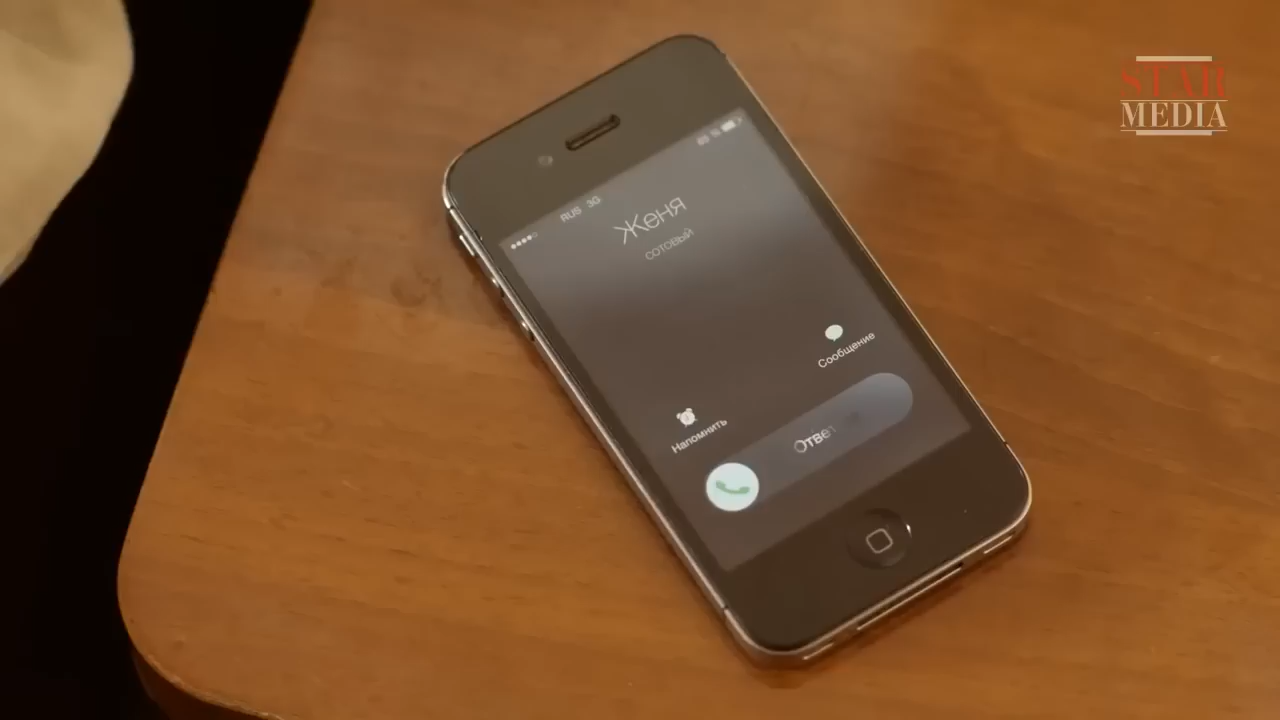 STAR
MEDIA
RUS 3G
Женя
сотовый
Сообщение
Напомнить
Ответ